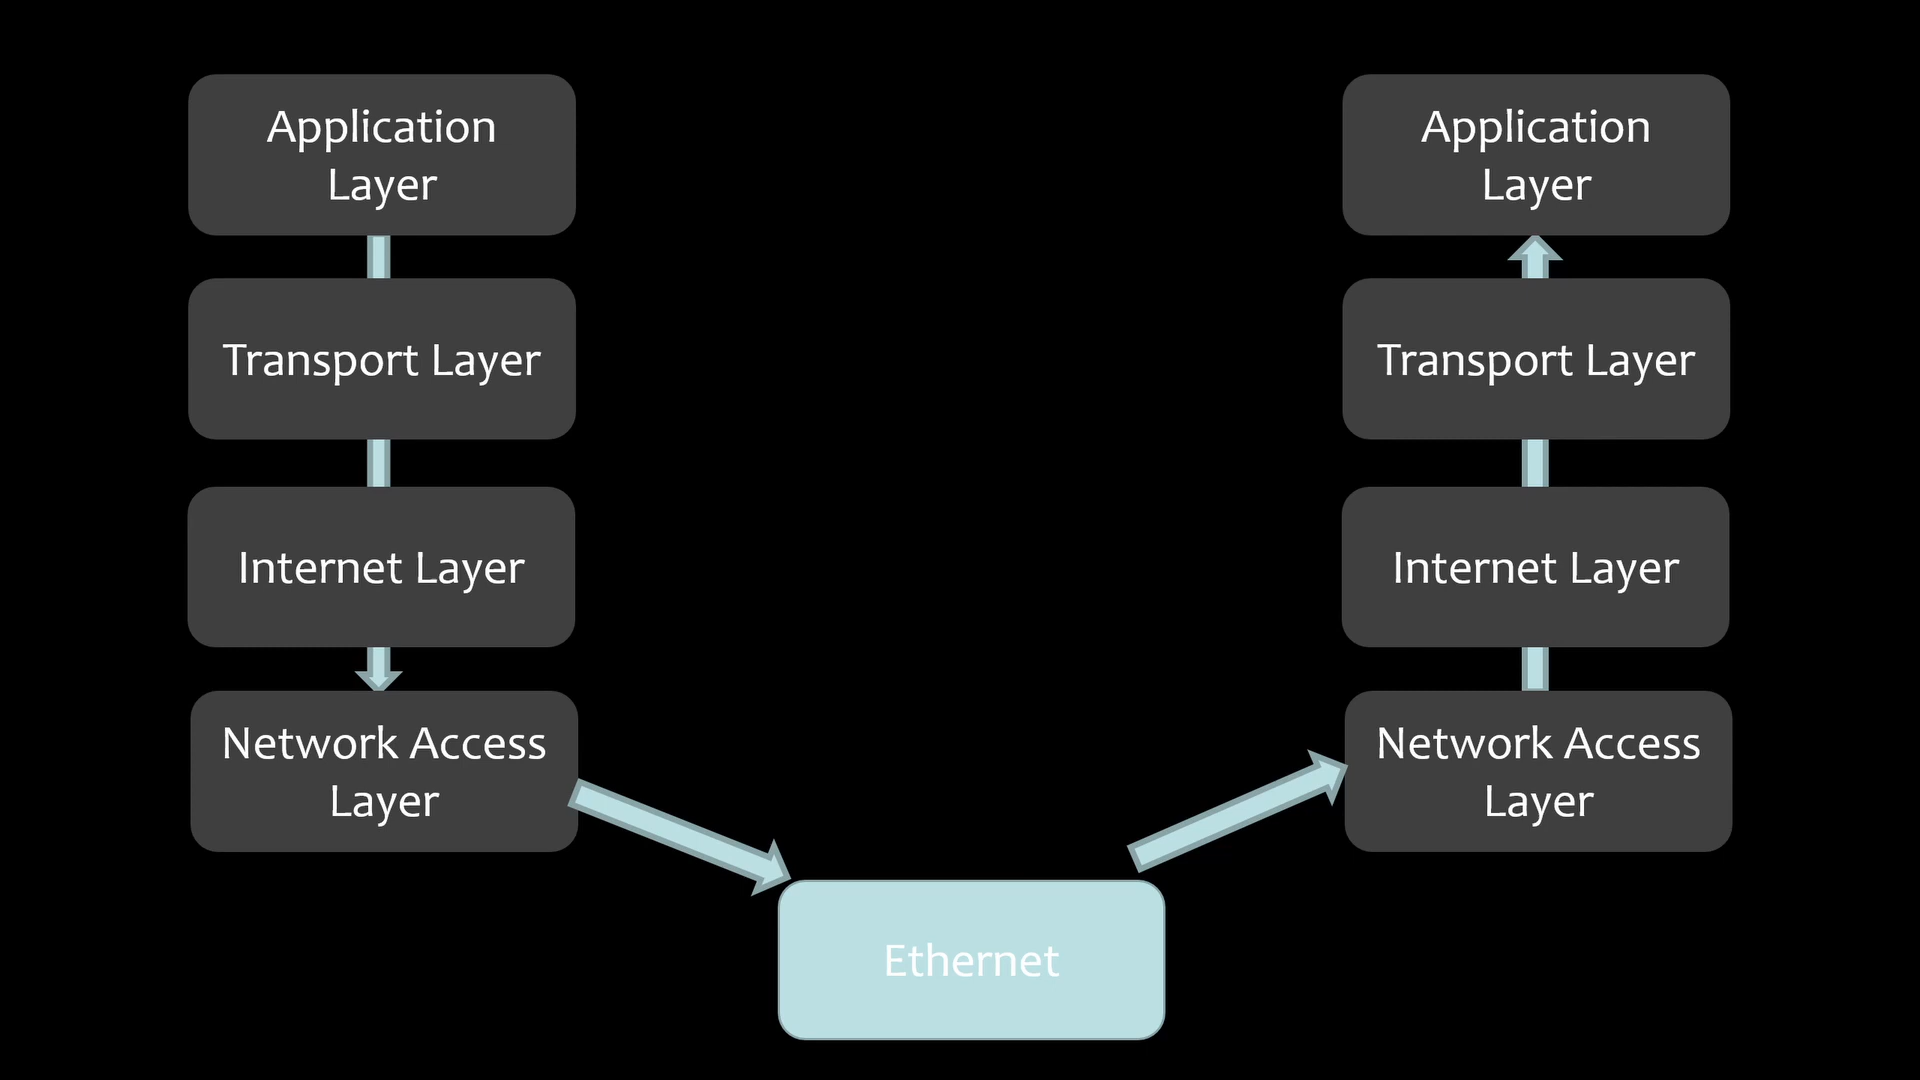 Application
Layer
Transport Layer
Internet Layer
Network Access
Layer
Ethernet
Application
Layer
Transport Layer
Internet Layer
Network Access
Layer